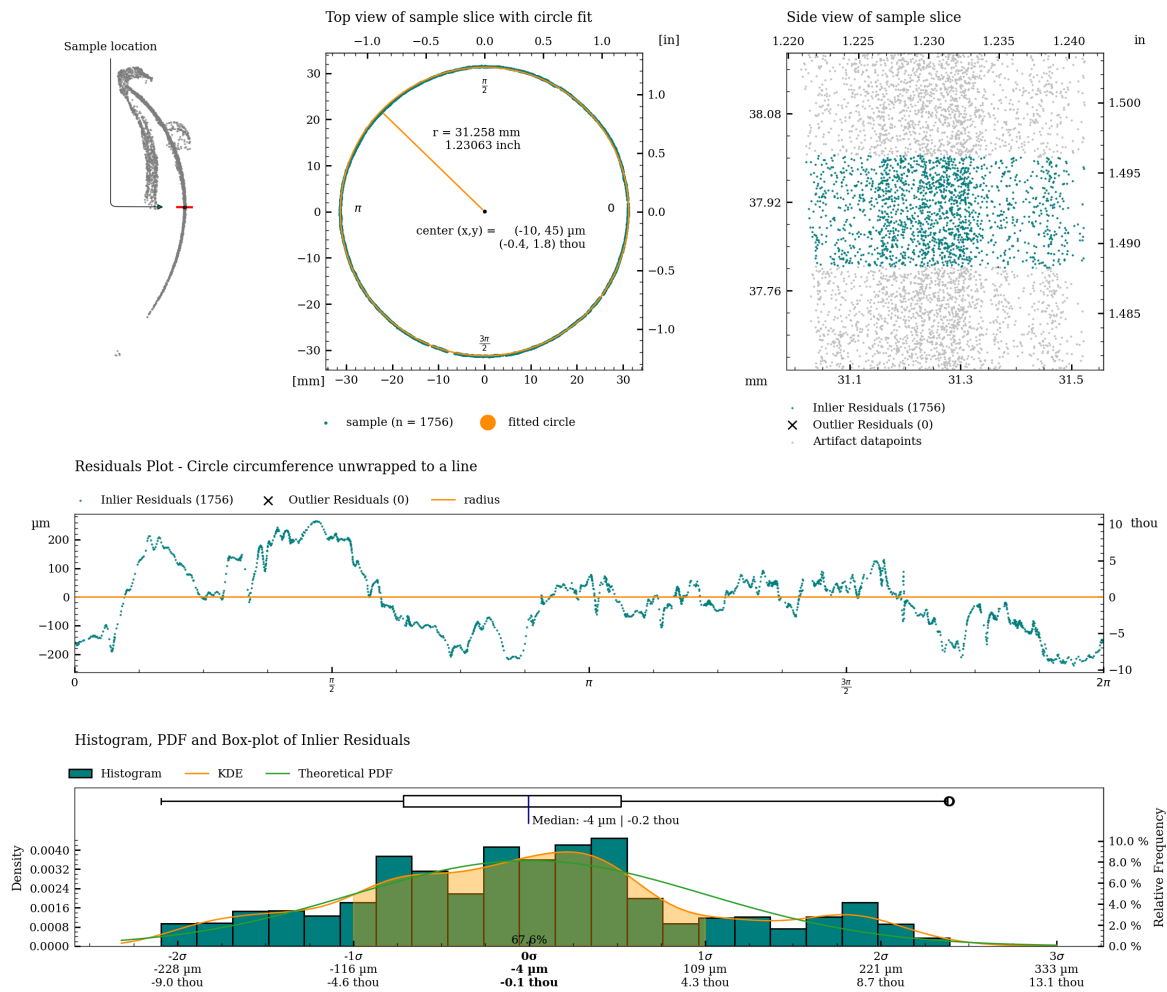 Sample location
Top view of sample slice with circle fit
−1.0 −0.5 0.0 0.5 1.0 [in]
30
20
10
0
−10
−20
−30
1.0
0.5
0.0
−0.5
−1.0
π/2
r = 31.258 mm
1.23063 inch
π
0
center (x,y) = (-10, 45) µm
(-0.4, 1.8) thou
3π/2
[mm] −30 −20 −10 0 10 20 30
sample (n = 1756) fitted circle
Side view of sample slice
1.220 1.225 1.230 1.235 1.240 in
38.08
37.92
37.76
1.500
1.495
1.490
1.485
mm 31.1 31.3 31.5
Inlier Residuals (1756)
Outlier Residuals (0)
Artifact datapoints
Residuals Plot - Circle circumference unwrapped to a line
Inlier Residuals (1756) Outlier Residuals (0) radius
µm
200
100
0
−100
−200
10 thou
5
0
−5
−10
0 π/2 π 3π/2 2π
Histogram, PDF and Box-plot of Inlier Residuals
Histogram KDE Theoretical PDF
Median: -4 µm | -0.2 thou
Density
0.0040
0.0032
0.0024
0.0016
0.0008
0.0000
10.0 %
8.0 %
6.0 %
4.0 %
2.0 %
0.0 %
Relative Frequency
67.6%
-2σ -1σ 0σ 1σ 2σ 3σ
-228 µm -116 µm -4 µm 109 µm 221 µm 333 µm
-9.0 thou -4.6 thou -0.1 thou 4.3 thou 8.7 thou 13.1 thou